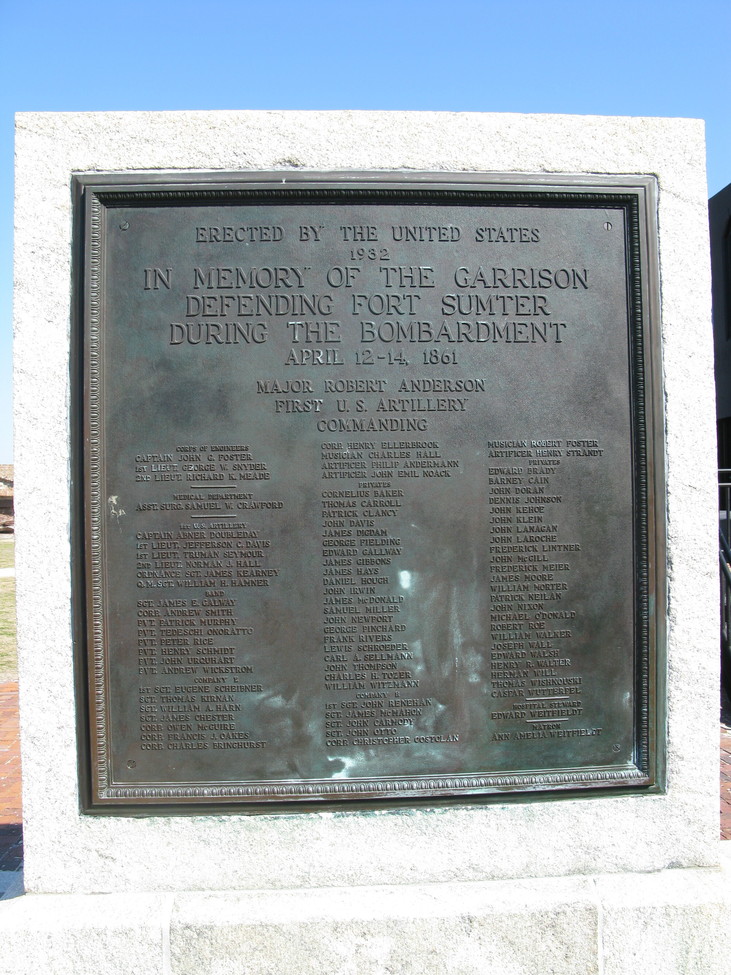 ERECTED BY THE UNITED STATES
1932
IN MEMORY OF THE GARRISON
DEFENDING FORT SUMTER
DURING THE BOMBARDMENT
APRIL 12-14, 1861
MAJOR ROBERT ANDERSON
FIRST U. S. ARTILLERY
COMMANDING
CORPS OF ENGINEERS
CAPTAIN JOHN G. FOSTER
1ST LIEUT. GEORGE W. SNYDER
2ND LIEUT. RICHARD K. MEADE
MEDICAL DEPARTMENT
ASST. SURG. SAMUEL W. CRAWFORD
1ST U. S. ARTILLERY
CAPTAIN ABNER DOUBLEDAY
1ST LIEUT. JEFFERSON C. DAVIS
1ST LIEUT. TRUMAN SEYMOUR
2ND LIEUT. NORMAN J. HALL
ORDNANCE SGT. JAMES KEARNEY
Q. M. SGT. WILLIAM H. HAMNER
BAND
SGT. JAMES E. GALWAY
CORP. ANDREW SMITH
PVT. PATRICK MURPHY
PVT. TEDESCHI ONORATTO
PVT. PETER RICE
PVT. HENRY SCHMIDT
PVT. JOHN URQUHART
PVT. ANDREW WICKSTROM
COMPANY E
1ST SGT. EUGENE SCHEIBNER
SGT. THOMAS KIRNAN
SGT. WILLIAM A. HARN
SGT. JAMES CHESTER
CORP. OWEN McGUIRE
CORP. FRANCIS J. OAKES
CORP. CHARLES BRINGHURST
CORP. HENRY ELLERBROOK
MUSICIAN CHARLES HALL
ARTIFICER PHILIP ANDERMANN
ARTIFICER JOHN EMIL NOACK
PRIVATES
CORNELIUS BAKER
THOMAS CARROLL
PATRICK CLANCY
JOHN DAVIS
JAMES DIGDAM
GEORGE FIELDING
EDWARD GALLWAY
JAMES GIBBONS
JAMES HAYS
DANIEL HOUGH
JOHN IRWIN
JAMES McDONALD
SAMUEL MILLER
JOHN NEWPORT
GEORGE PINCHARD
FRANK RIVERS
LEWIS SCHROEDER
CARL A. SELLMANN
JOHN THOMPSON
CHARLES H. TOZER
WILLIAM WITZMANN
COMPANY H
1ST SGT. JOHN RENEHAN
SGT. JAMES McMAHON
SGT. JOHN CARMODY
SGT. JOHN OTTO
CORP. CHRISTOPHER COSTOLAN
MUSICIAN ROBERT FOSTER
ARTIFICER HENRY STRANDT
PRIVATES
EDWARD BRADY
BARNEY CAIN
JOHN DORAN
DENNIS JOHNSON
JOHN KEHOE
JOHN KLEIN
JOHN LANAGAN
JOHN LAROCHE
FREDERICK LINTNER
JOHN McGILL
FREDERICK MEIER
JAMES MOORE
WILLIAM MORTER
PATRICK NEILAN
JOHN NIXON
MICHAEL O'DONALD
ROBERT ROE
WILLIAM WALKER
JOSEPH WALL
EDWARD WALSH
HENRY R. WALTER
HERMAN WILL
THOMAS WISHNOUSKI
CASPAR WUTTERPEL
HOSPITAL STEWARD
EDWARD WEITFIELDT
MATRON
ANN AMELIA WEITFIELDT